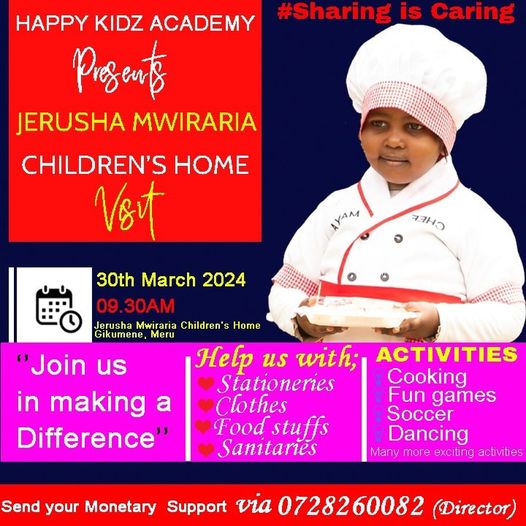 HAPPY KIDZ ACADEMY
Presents
JERUSHA MWIRARIA
CHILDREN'S HOME
Visit
#Sharing is Caring
CHEF
MAYA
30th March 2024
09.30AM
Jerusha Mwiraria Children's Home
Gikumene, Meru
"Join us
in making a
Difference"
Help us with;
Stationeries
Clothes
Food stuffs
Sanitaries
ACTIVITIES
Cooking
Fun games
Soccer
Dancing
Many more exciting activities
Send your Monetary Support via 0728260082 (Director)